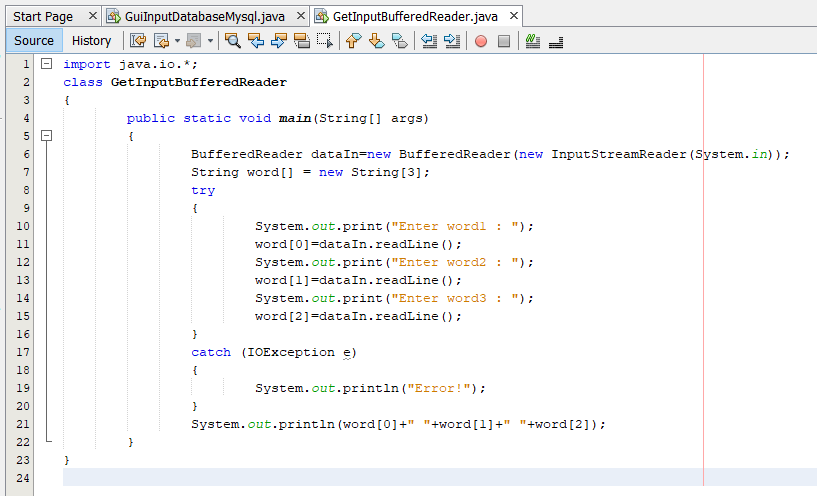 Start Page GuiInputDatabaseMysql.java GetInputBufferedReader.java
Source History
1 import java.io.*;
2 class GetInputBufferedReader
3 {
4 public static void main(String[] args)
5 {
6 BufferedReader dataIn=new BufferedReader(new InputStreamReader(System.in));
7 String word[] = new String[3];
8 try
9 {
10 System.out.print("Enter word1 : ");
11 word[0]=dataIn.readLine();
12 System.out.print("Enter word2 : ");
13 word[1]=dataIn.readLine();
14 System.out.print("Enter word3 : ");
15 word[2]=dataIn.readLine();
16 }
17 catch (IOException e)
18 {
19 System.out.println("Error!");
20 }
21 System.out.println(word[0]+" "+word[1]+" "+word[2]);
22 }
23 }
24